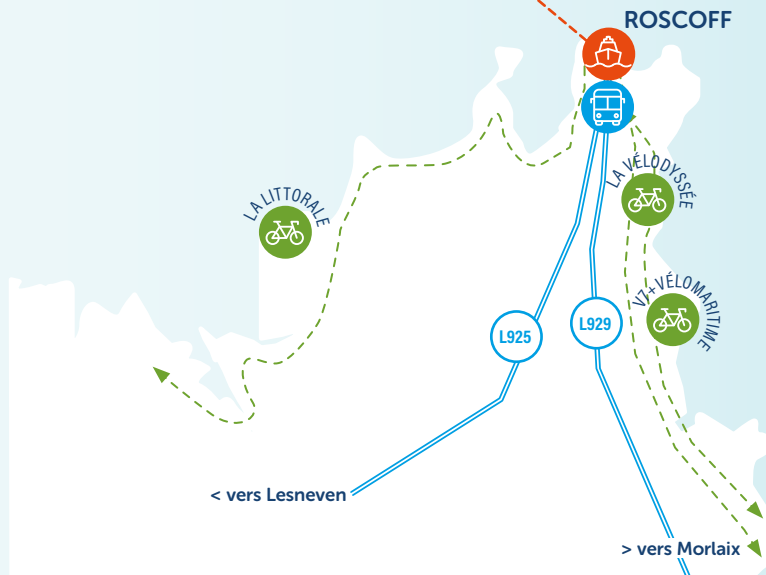 ROSCOFF
LA VÉLODYSSÉE
LA LITTORALE
V7+VÉLOMARITIME
L925
L929
< vers Lesneven
> vers Morlaix